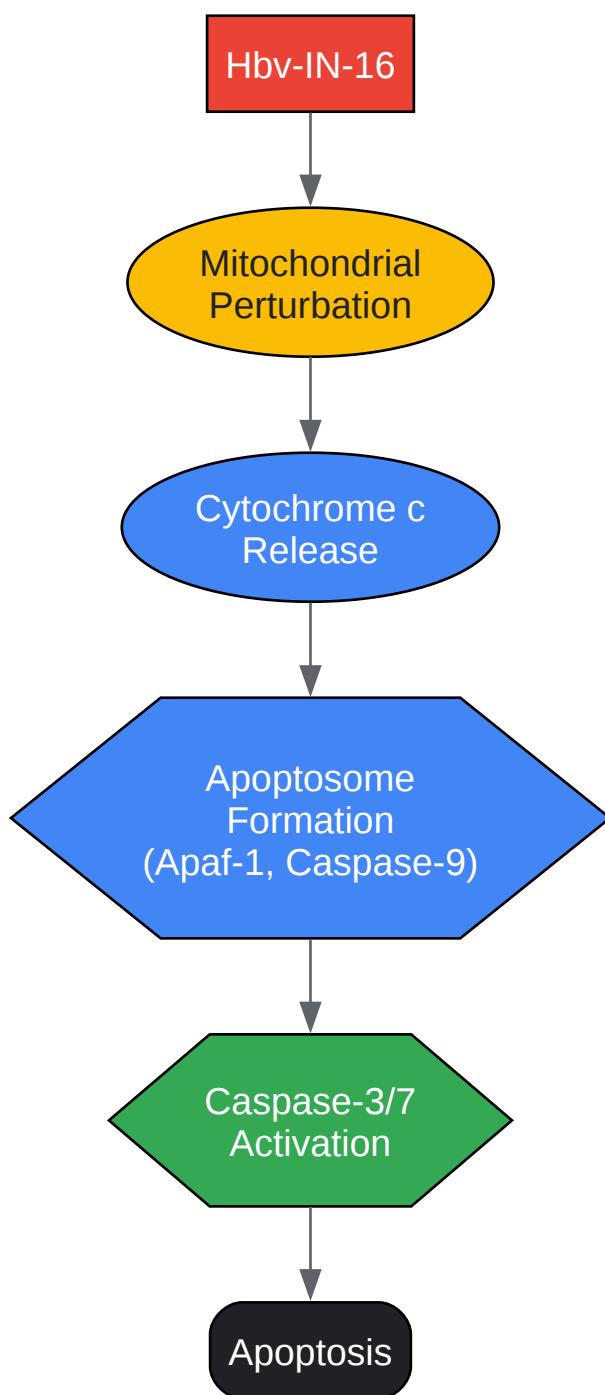 Hbv-IN-16
Mitochondrial
Perturbation
Cytochrome c
Release
Apoptosome
Formation
(Apaf-1, Caspase-9)
Caspase-3/7
Activation
Apoptosis